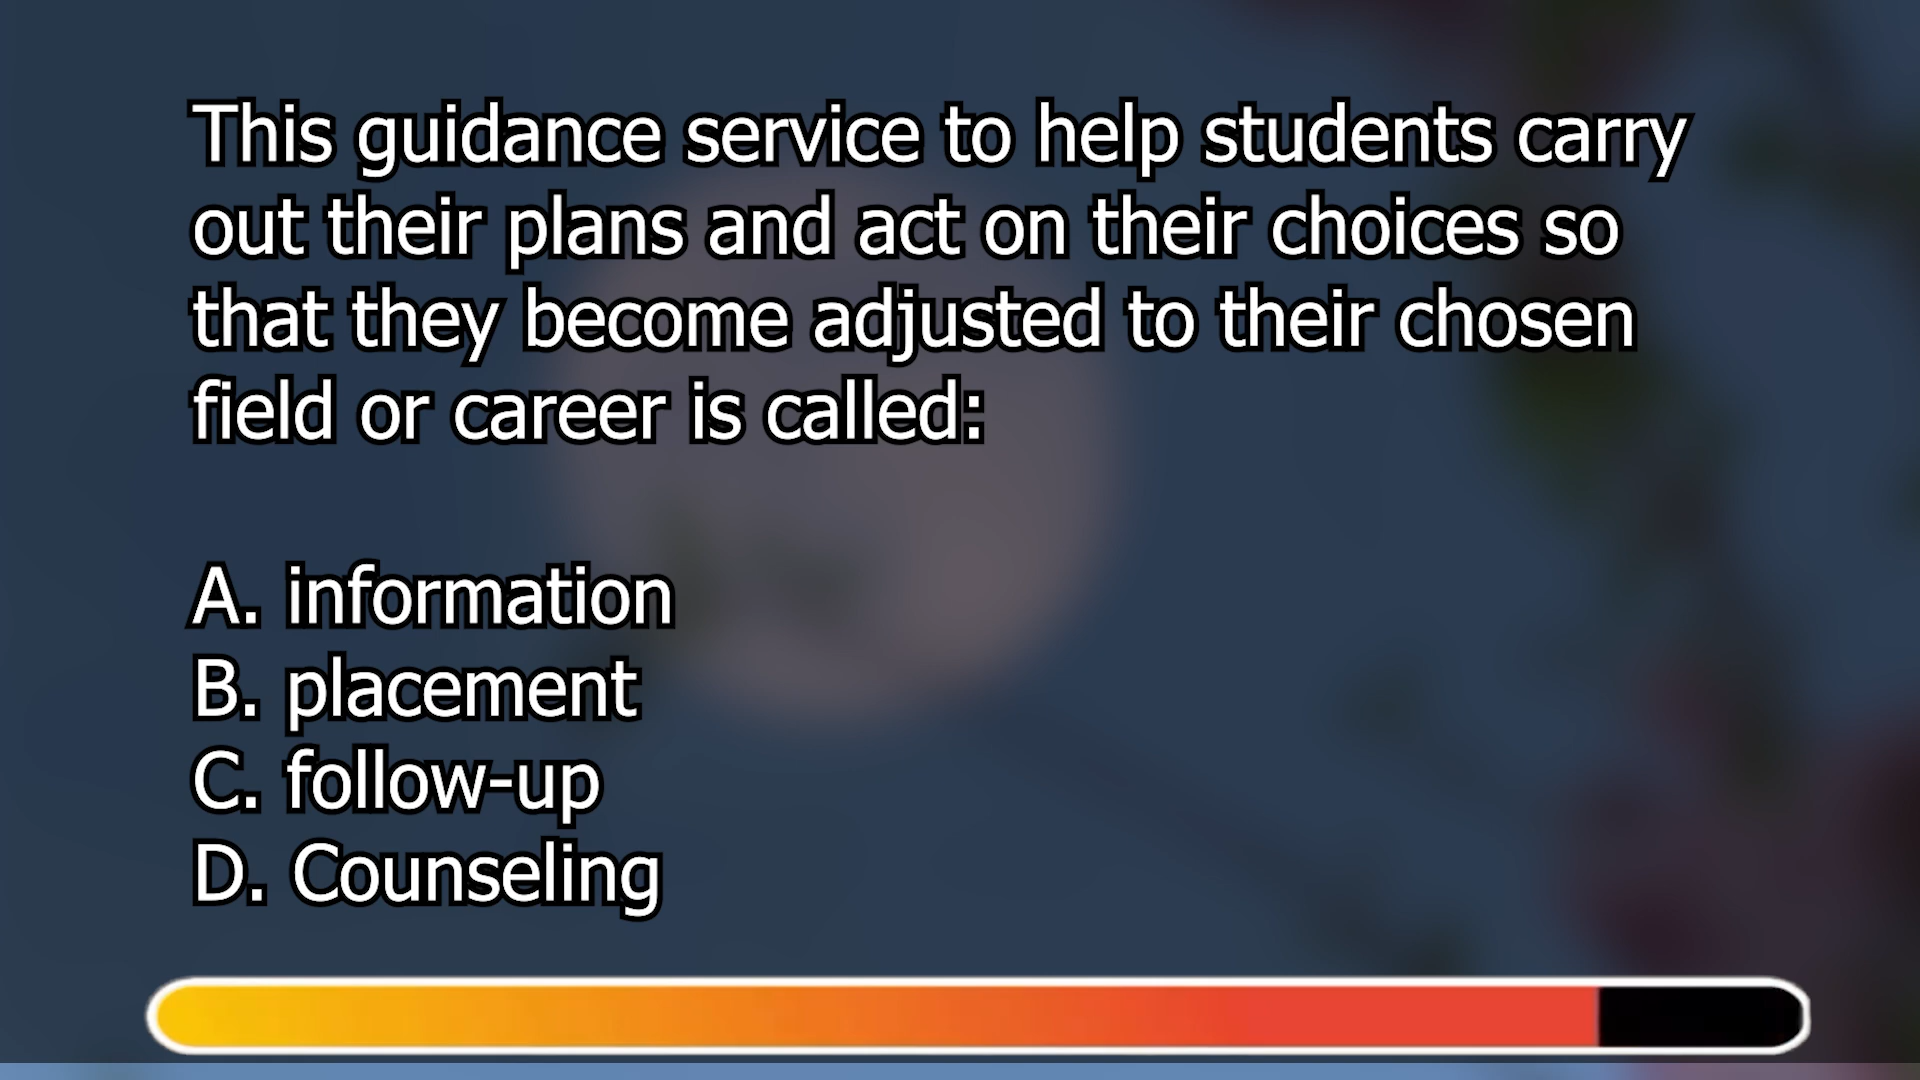 This guidance service to help students carry
out their plans and act on their choices so
that they become adjusted to their chosen
field or career is called:
A. information
B. placement
C. follow-up
D. Counseling